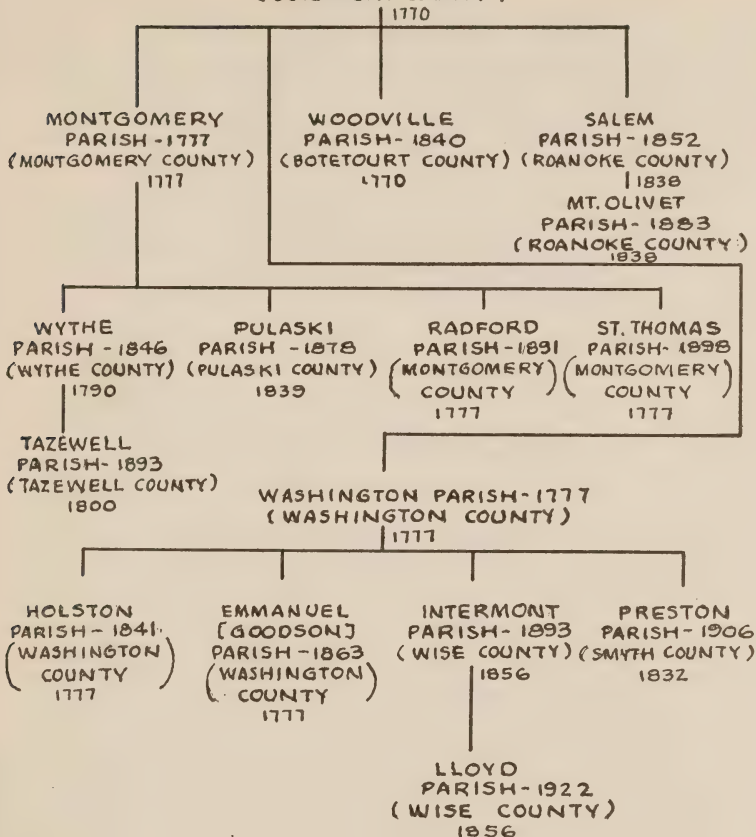 1770
MONTGOMERY
PARISH - 1777
(MONTGOMERY COUNTY)
1777
WOODVILLE
PARISH - 1840
(BOTETOURT COUNTY)
1770
SALEM
PARISH - 1852
(ROANOKE COUNTY)
1838
MT. OLIVET
PARISH - 1883
(ROANOKE COUNTY)
1838
WYTHE
PARISH - 1846
(WYTHE COUNTY)
1790
PULASKI
PARISH - 1878
(PULASKI COUNTY)
1839
RADFORD
PARISH - 1891
(MONTGOMERY
COUNTY)
1777
ST. THOMAS
PARISH - 1898
(MONTGOMERY
COUNTY)
1777
TAZEWELL
PARISH - 1893
(TAZEWELL COUNTY)
1800
WASHINGTON PARISH - 1777
(WASHINGTON COUNTY)
1777
HOLSTON
PARISH - 1841
(WASHINGTON
COUNTY)
1777
EMMANUEL
[GOODSON]
PARISH - 1863
(WASHINGTON
COUNTY)
1777
INTERMONT
PARISH - 1893
(WISE COUNTY)
1856
PRESTON
PARISH - 1906
(SMYTH COUNTY)
1832
LLOYD
PARISH - 1922
(WISE COUNTY)
1856